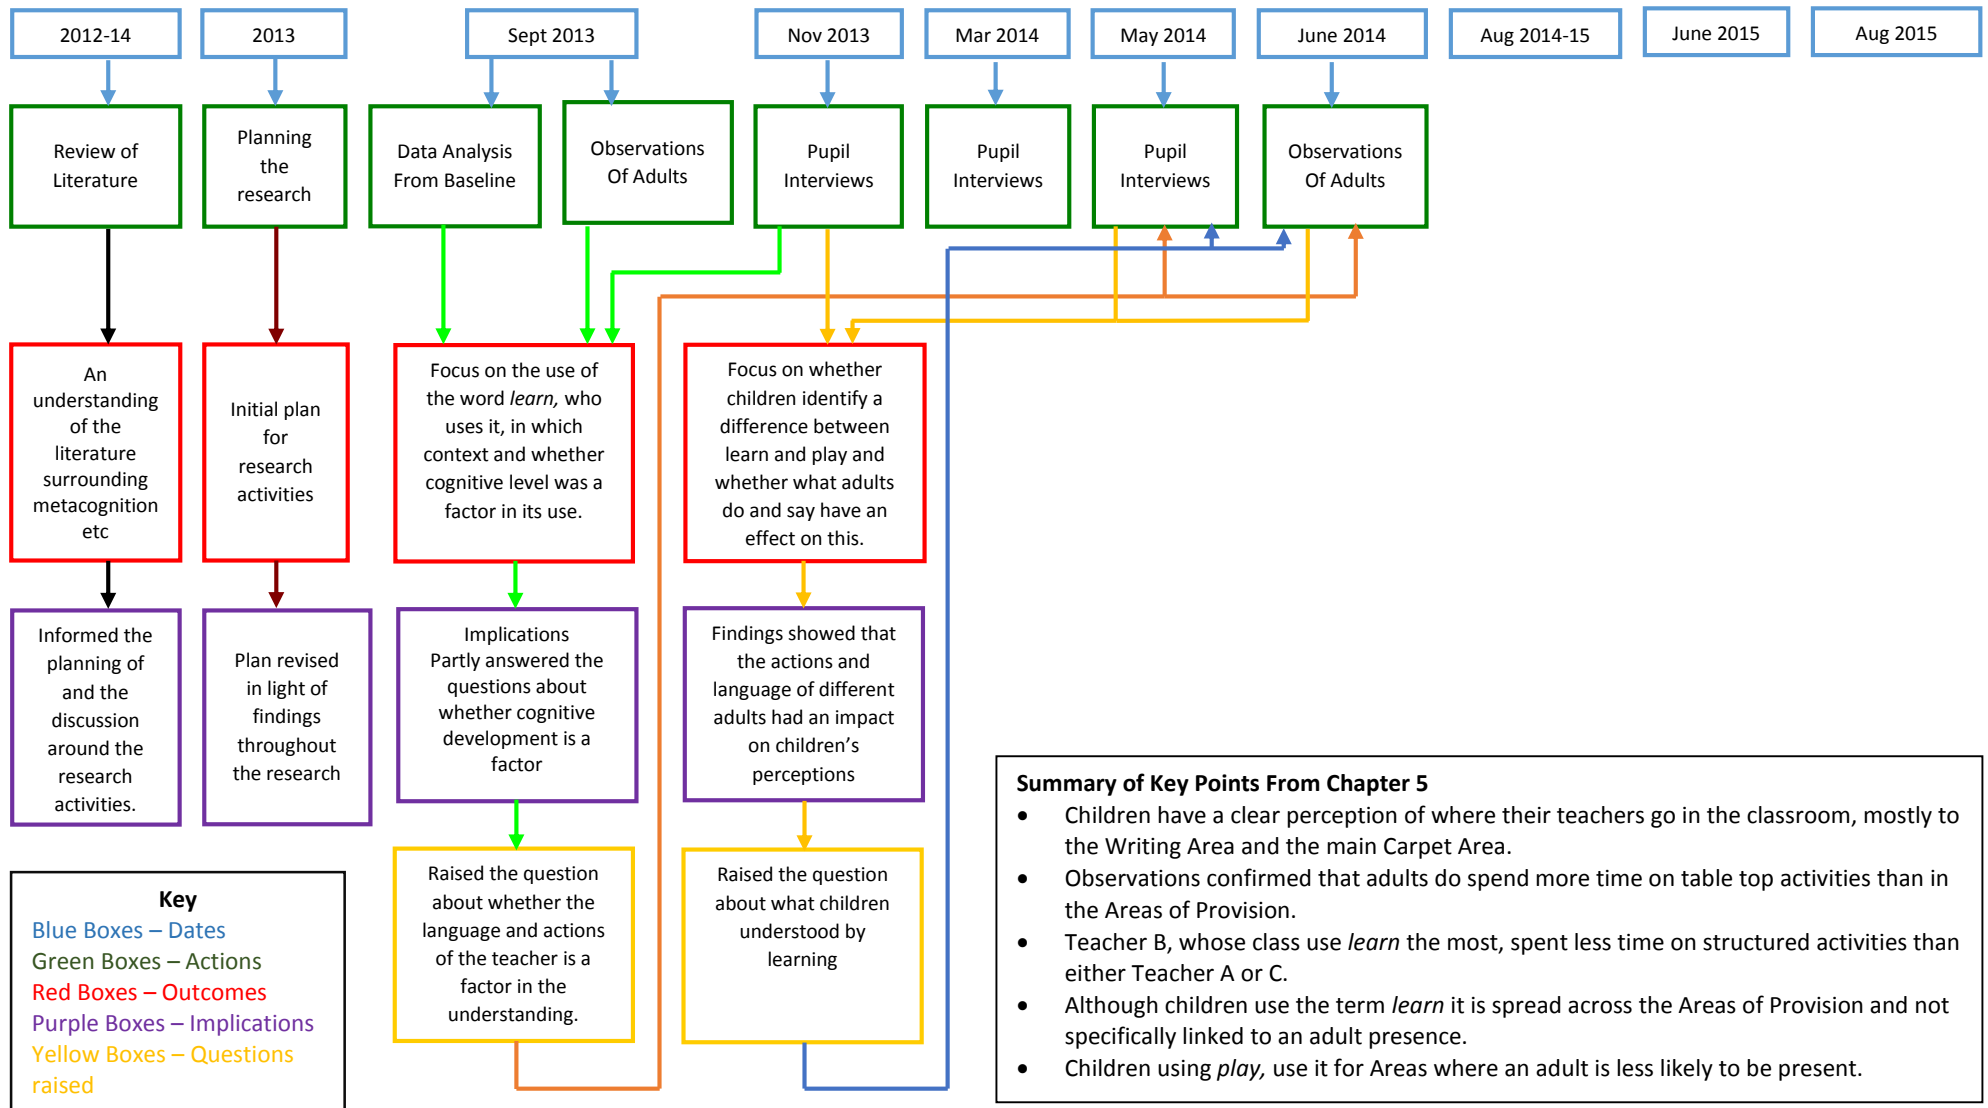 2012-14
2013
Sept 2013
Nov 2013
Mar 2014
May 2014
June 2014
Aug 2014-15
June 2015
Aug 2015
Review of
Literature
Planning
the
research
Data Analysis
From Baseline
Observations
Of Adults
Pupil
Interviews
Pupil
Interviews
Pupil
Interviews
Observations
Of Adults
An
understanding
of the
literature
surrounding
metacognition
etc
Initial plan
for
research
activities
Focus on the use of
the word learn, who
uses it, in which
context and whether
cognitive level was a
factor in its use.
Focus on whether
children identify a
difference between
learn and play and
whether what adults
do and say have an
effect on this.
Informed the
planning of
and the
discussion
around the
research
activities.
Plan revised
in light of
findings
throughout
the research
Implications
Partly answered the
questions about
whether cognitive
development is a
factor
Findings showed that
the actions and
language of different
adults had an impact
on children's
perceptions
Raised the question
about whether the
language and actions
of the teacher is a
factor in the
understanding.
Raised the question
about what children
understood by
learning
Key
Blue Boxes – Dates
Green Boxes – Actions
Red Boxes – Outcomes
Purple Boxes – Implications
Yellow Boxes – Questions
raised
Summary of Key Points From Chapter 5
• Children have a clear perception of where their teachers go in the classroom, mostly to
the Writing Area and the main Carpet Area.
• Observations confirmed that adults do spend more time on table top activities than in
the Areas of Provision.
• Teacher B, whose class use learn the most, spent less time on structured activities than
either Teacher A or C.
• Although children use the term learn it is spread across the Areas of Provision and not
specifically linked to an adult presence.
• Children using play, use it for Areas where an adult is less likely to be present.